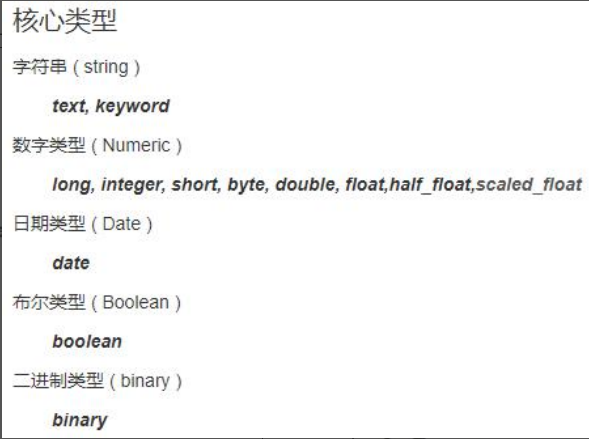 核心类型
字符串 ( string )
text, keyword
数字类型 ( Numeric )
long, integer, short, byte, double, float,half_float,scaled_float
日期类型 ( Date )
date
布尔类型 ( Boolean )
boolean
二进制类型 ( binary )
binary